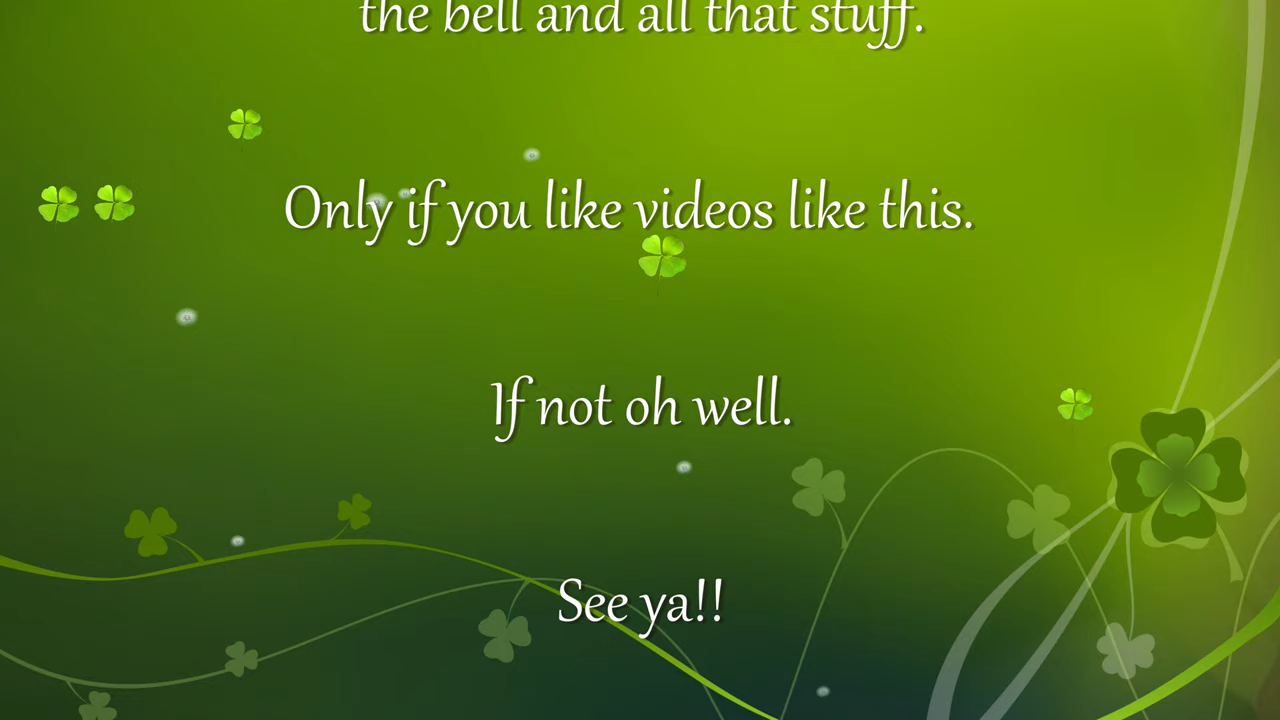 the bell and all that stuff.
Only if you like videos like this.
If not oh well.
See ya!!